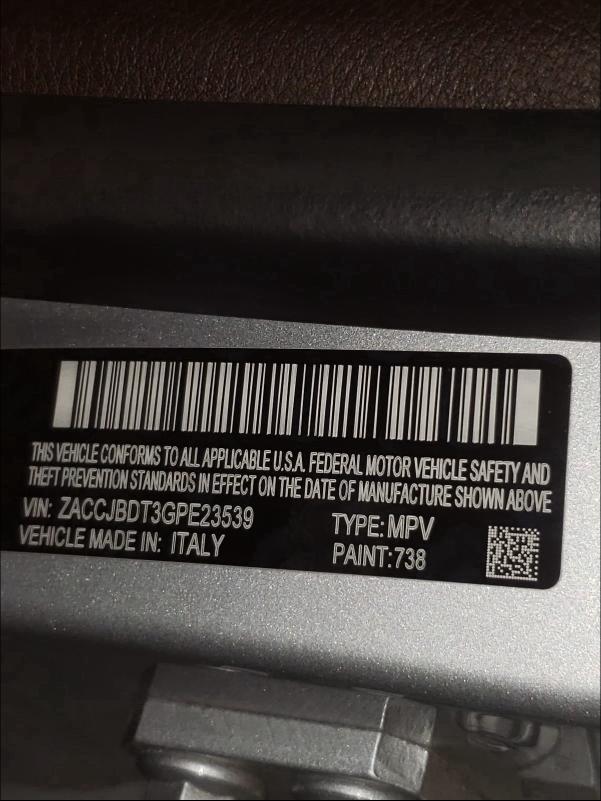 THIS VEHICLE CONFORMS TO ALL APPLICABLE U.S.A. FEDERAL MOTOR VEHICLE SAFETY AND
THEFT PREVENTION STANDARDS IN EFFECT ON THE DATE OF MANUFACTURE SHOWN ABOVE
VIN: ZACCJBDT3GPE23539 TYPE: MPV
VEHICLE MADE IN: ITALY PAINT: 738